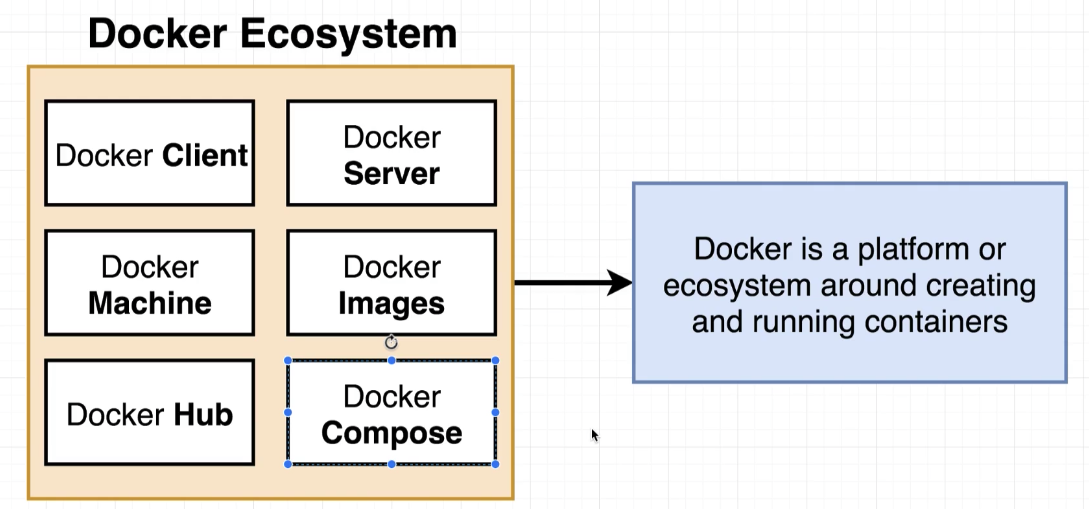 Docker Ecosystem
Docker Client
Docker
Server
Docker
Machine
Docker
Images
Docker Hub
Docker
Compose
Docker is a platform or
ecosystem around creating
and running containers